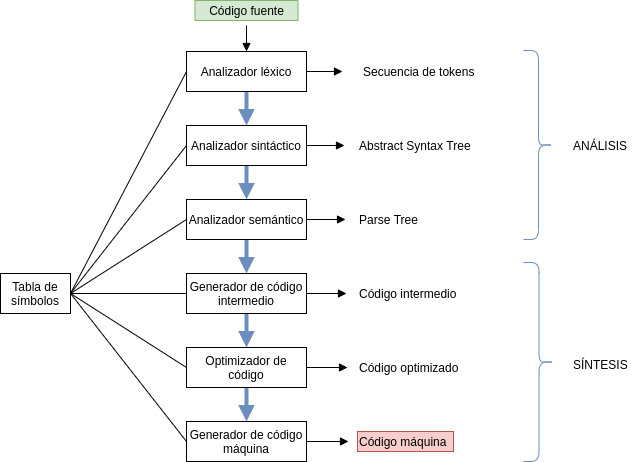 Código fuente
Analizador léxico
Secuencia de tokens
Analizador sintáctico
Abstract Syntax Tree
ANÁLISIS
Analizador semántico
Parse Tree
Tabla de
símbolos
Generador de código
intermedio
Código intermedio
Optimizador de
código
Código optimizado
SÍNTESIS
Generador de código
máquina
Código máquina